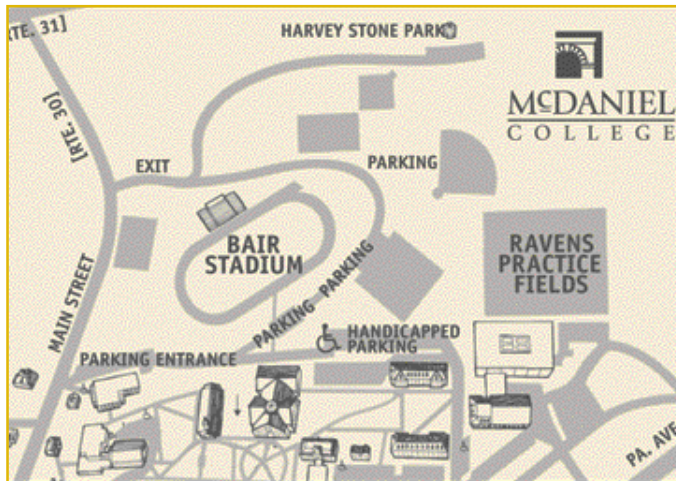 RTE. 31]
HARVEY STONE PARK
McDANIEL
COLLEGE
[RTE. 30]
EXIT
PARKING
BAIR
STADIUM
RAVENS
PRACTICE
FIELDS
MAIN STREET
PARKING PARKING
HANDICAPPED
PARKING
PARKING ENTRANCE
PA. AVE